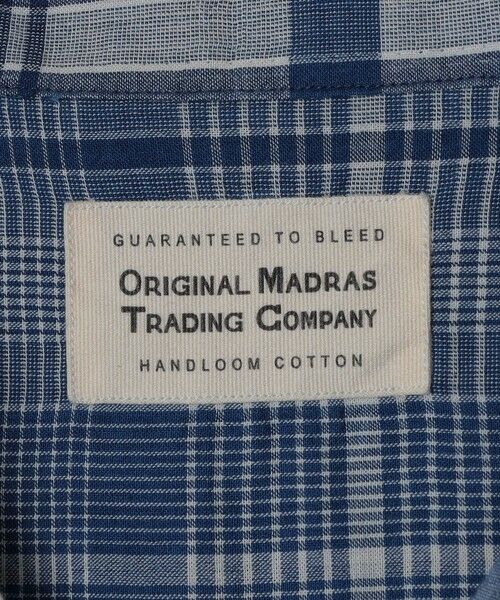 GUARANTEED TO BLEED
ORIGINAL MADRAS
TRADING COMPANY
HANDLOOM COTTON